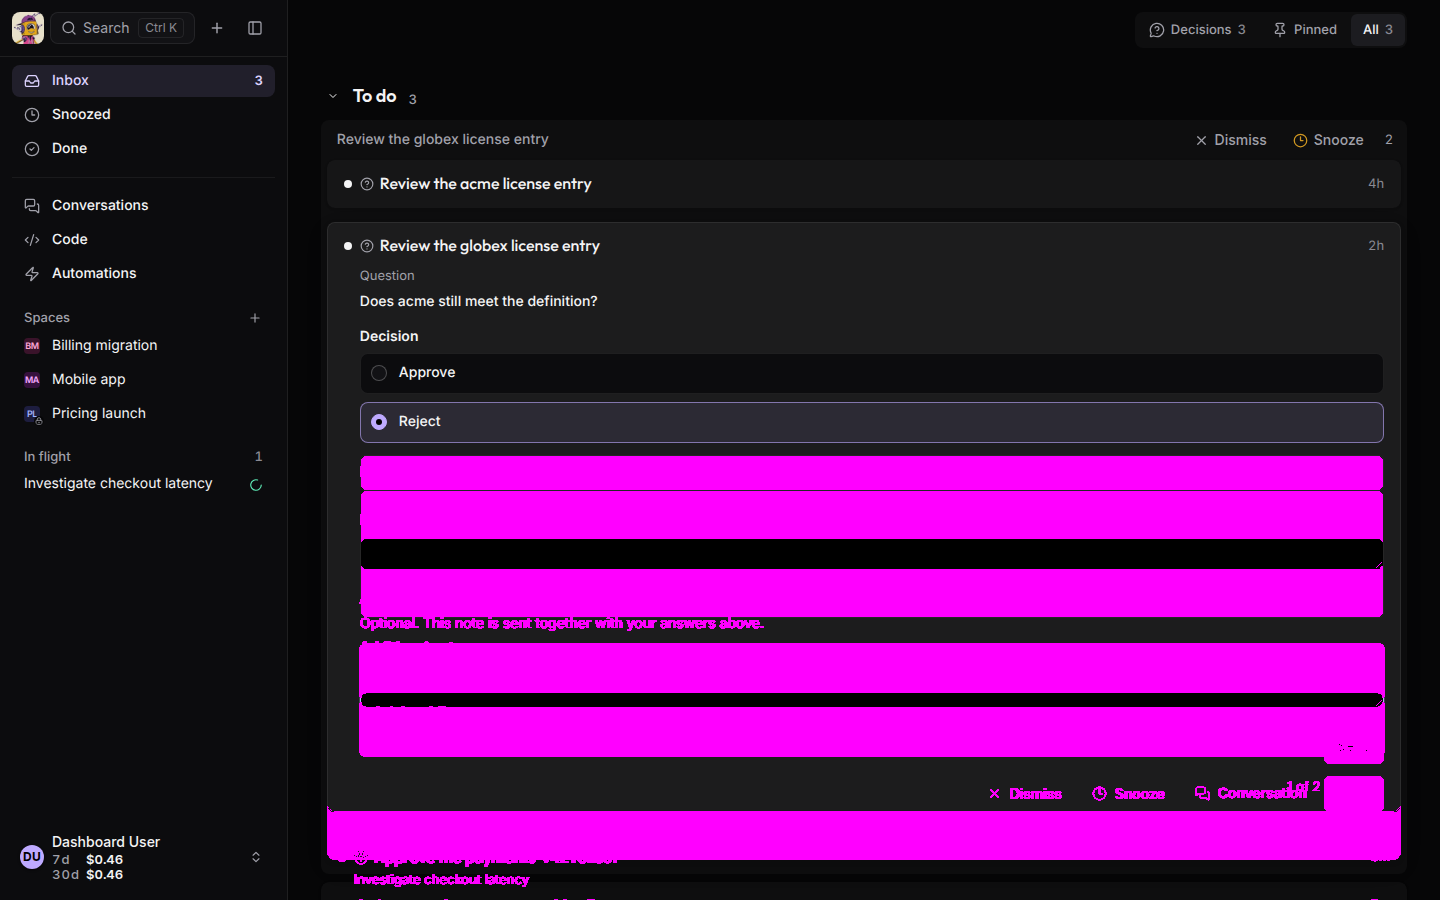 Search Ctrl K
Inbox 3
Snoozed
Done
Conversations
Code
Automations
Spaces
BM Billing migration
MA Mobile app
PL Pricing launch
In flight 1
Investigate checkout latency
DU Dashboard User
7d $0.46
30d $0.46
Decisions 3 Pinned All 3
To do 3
Review the globex license entry Dismiss Snooze 2
Review the acme license entry 4h
Review the globex license entry 2h
Question
Does acme still meet the definition?
Decision
Approve
Reject
Optional. This note is sent together with your answers above.
1 of 2
Dismiss Snooze Conversation
Investigate checkout latency